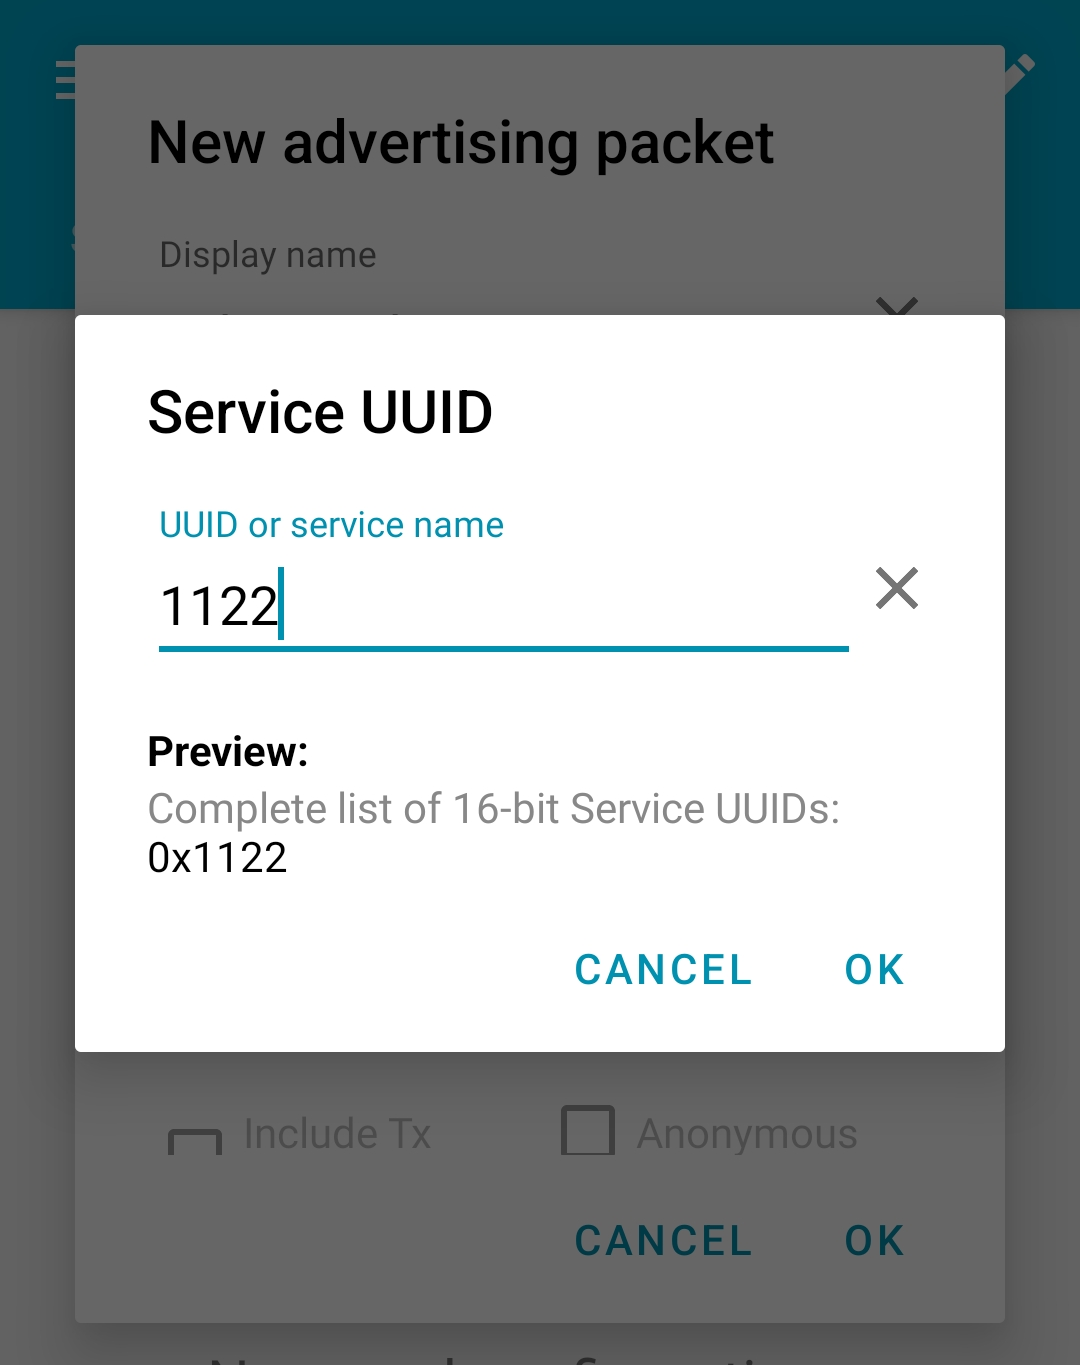 New advertising packet
Display name
Service UUID
UUID or service name
1122
Preview:
Complete list of 16-bit Service UUIDs:
0x1122
CANCEL OK
Include Tx Anonymous
CANCEL OK